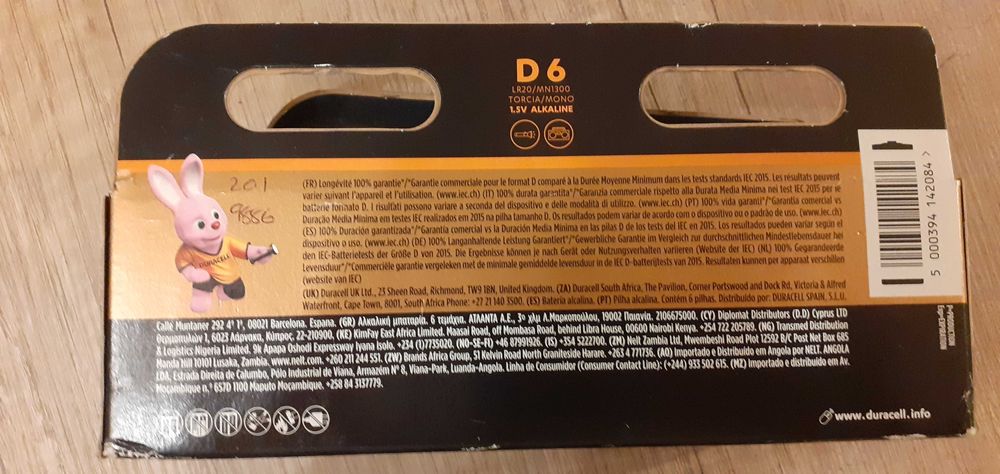 D 6
LR20/MN1300
TORCIA/MONO
1.5V ALKALINE
201
9556
DURACELL
(FR) Longévité 100% garantie*/*Garantie commerciale pour le format D comparé à la Durée Moyenne Minimum dans les tests standards IEC 2015. Les résultats peuvent
varier suivant l'appareil et l'utilisation. (www.iec.ch) (IT) 100% durata garantita*/*Garanzia commerciale rispetto alla Durata Media Minima nei test IEC 2015 per le
batterie formato D. I risultati possono variare a seconda del dispositivo e delle modalità di utilizzo. (www.iec.ch) (PT) 100% vida garanti*/*Garantia comercial vs
Duração Media Minima em testes IEC realizados em 2015 na pilha tamanho D. Os resultados podem variar de acordo com o dispositivo ou o padrão de uso. (www.iec.ch)
(ES) 100% Duración garantizada*/*Garantía comercial vs la Duración Media Mínima en las pilas D de los test del IEC en 2015. Los resultados pueden variar según el
dispositivo o uso. (www.iec.ch) (DE) 100% Langanhaltende Leistung Garantiert*/*Gewerbliche Garantie im Vergleich zur durchschnittlichen Mindestlebensdauer bei
den IEC-Batterietests der Größe D von 2015. Die Ergebnisse können je nach Gerät oder Nutzungsverhalten variieren (Website der IEC) (NL) 100% Gegarandeerde
Levensduur*/*Commerciële garantie vergeleken met de minimale gemiddelde levensduur in de IEC D-batterijtests van 2015. Resultaten kunnen per apparaat verschillen
(website van IEC)
(UK) Duracell UK Ltd., 23 Sheen Road, Richmond, TW9 1BN, United Kingdom. (ZA) Duracell South Africa, The Pavilion, Corner Portswood and Dock Rd, Victoria & Alfred
Waterfront, Cape Town, 8001, South Africa Phone: +27 21 140 3500. (ES) Batería alcalina. (PT) Pilha alcalina. Contém 6 pilhas. Distribuido por: DURACELL SPAIN, S.L.U.
Calle Muntaner 292 4º 1ª, 08021 Barcelona. Espana. (GR) Αλκαλική μπαταρία. 6 τεμάχια. ΑΤΛΑΝΤΑ Α.Ε., 3ο χλμ Λ.Μαρκοπούλου, 19002 Παιανία. 2106675000. (CY) Diplomat Distributors (D.D) Cyprus LTD
Θερμοπυλών 1, 6023 Λάρνακα, Κύπρος, 22-210900. (KE) KimFay East Africa Limited. Maasai Road, off Mombasa Road, behind Libra House, 00600 Nairobi Kenya. +254 722 205789. (NG) Transmed Distribution
& Logistics Nigeria Limited. 9k Apapa Oshodi Expressway Iyana Isolo. +234 (1)7775020. (NO-SE-FI) +46 87991926. (IS) +354 5222700. (ZM) Nelt Zambia Ltd, Mwembeshi Road Plot 12592 B/C Post Net Box 685
Manda Hill 10101 Lusaka, Zambia, www.nelt.com. +260 211 244 551. (ZW) Brands Africa Group. 51 Kelvin Road North Graniteside Harare. +263 4 771736. (AO) Importado e Distribuido em Angola por NELT. ANGOLA
LDA, Estrada Direita de Calumbo, Pólo Industrial de Viana, Armazém Nº 8, Viana-Park, Luanda-Angola. Linha de Consumidor (Consumer Contact Line): (+244) 933 502 615. (MZ) Importado e distribuido em Av.
Moçambique n.º 657D 1100 Maputo Moçambique. +258 84 3137779.
5 000394 142084 >
www.duracell.info